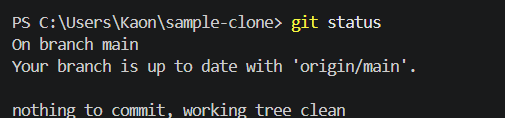 PS C:\Users\Kaon\sample-clone> git status
On branch main
Your branch is up to date with 'origin/main'.
nothing to commit, working tree clean